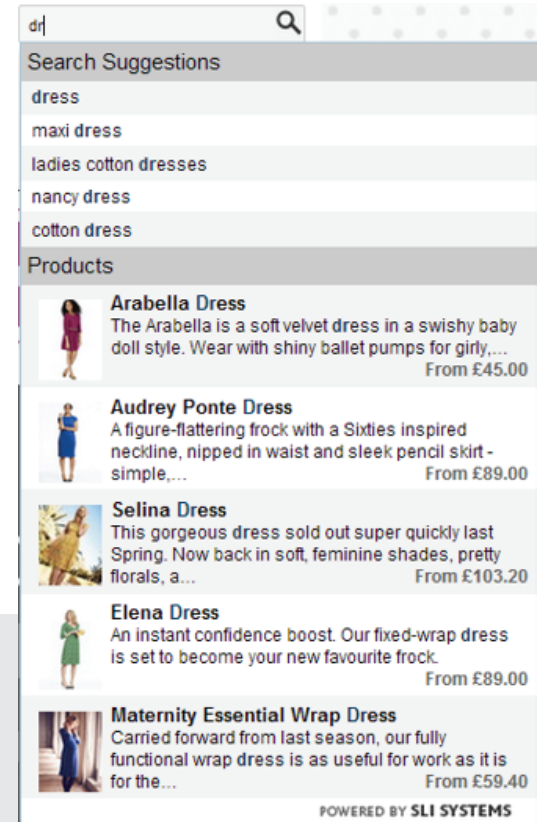 dr
Search Suggestions
dress
maxi dress
ladies cotton dresses
nancy dress
cotton dress
Products
Arabella Dress
The Arabella is a soft velvet dress in a swishy baby
doll style. Wear with shiny ballet pumps for girly,...
From £45.00
Audrey Ponte Dress
A figure-flattering frock with a Sixties inspired
neckline, nipped in waist and sleek pencil skirt -
simple,... From £89.00
Selina Dress
This gorgeous dress sold out super quickly last
Spring. Now back in soft, feminine shades, pretty
florals, a... From £103.20
Elena Dress
An instant confidence boost. Our fixed-wrap dress
is set to become your new favourite frock.
From £89.00
Maternity Essential Wrap Dress
Carried forward from last season, our fully
functional wrap dress is as useful for work as it is
for the... From £59.40
POWERED BY SLI SYSTEMS